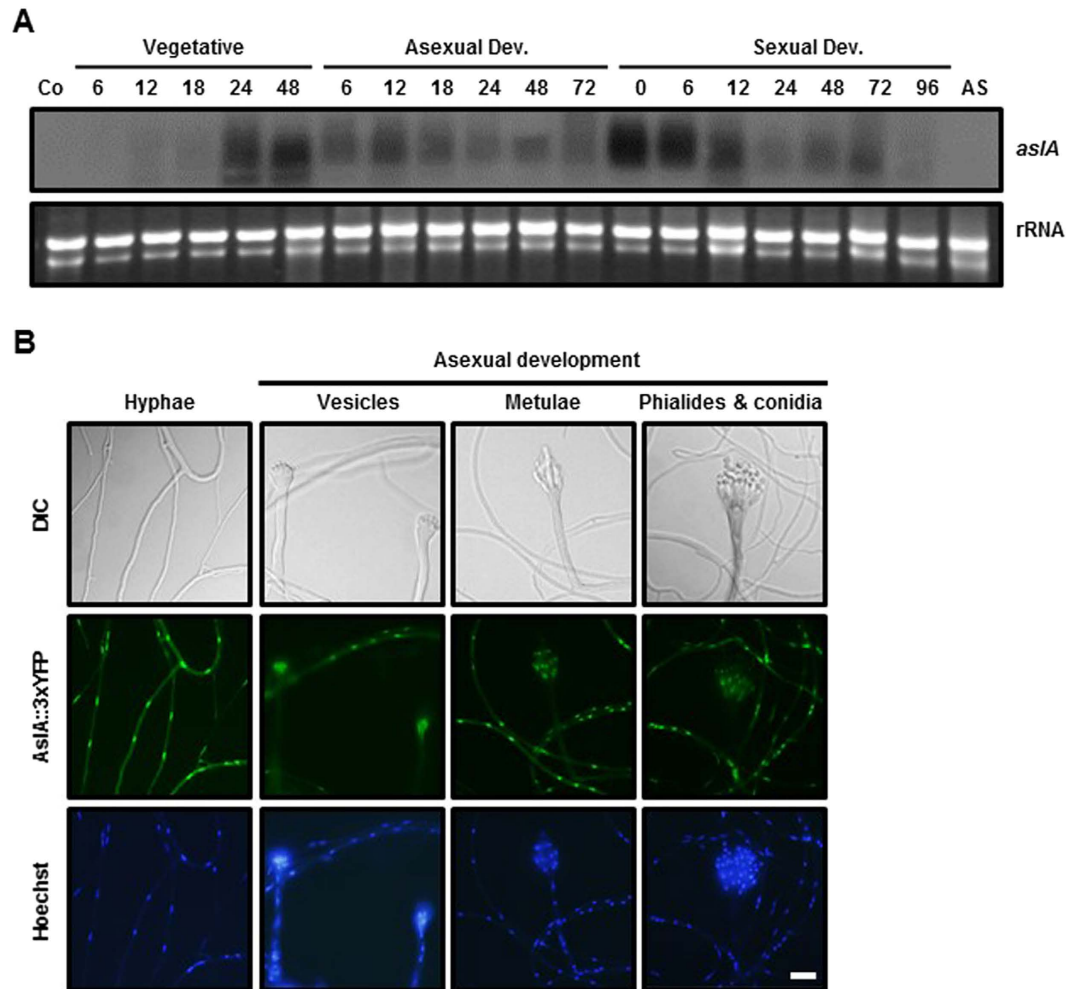 A
Vegetative Asexual Dev. Sexual Dev.
Co 6 12 18 24 48 6 12 18 24 48 72 0 6 12 24 48 72 96 AS
aslA
rRNA
B
Asexual development
Hyphae Vesicles Metulae Phialides & conidia
DIC
AslA::3xYFP
Hoechst